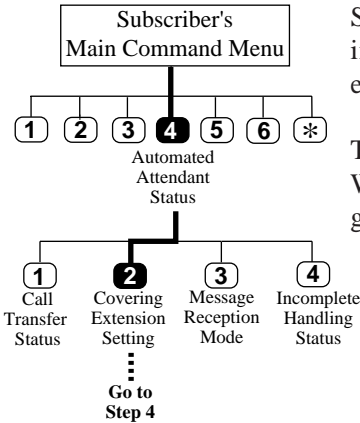 Subscriber's
Main Command Menu
1 2 3 4 5 6 *
Automated
Attendant
Status
1 2 3 4
Call Covering Message Incomplete
Transfer Extension Reception Handling
Status Setting Mode Status
Go to
Step 4